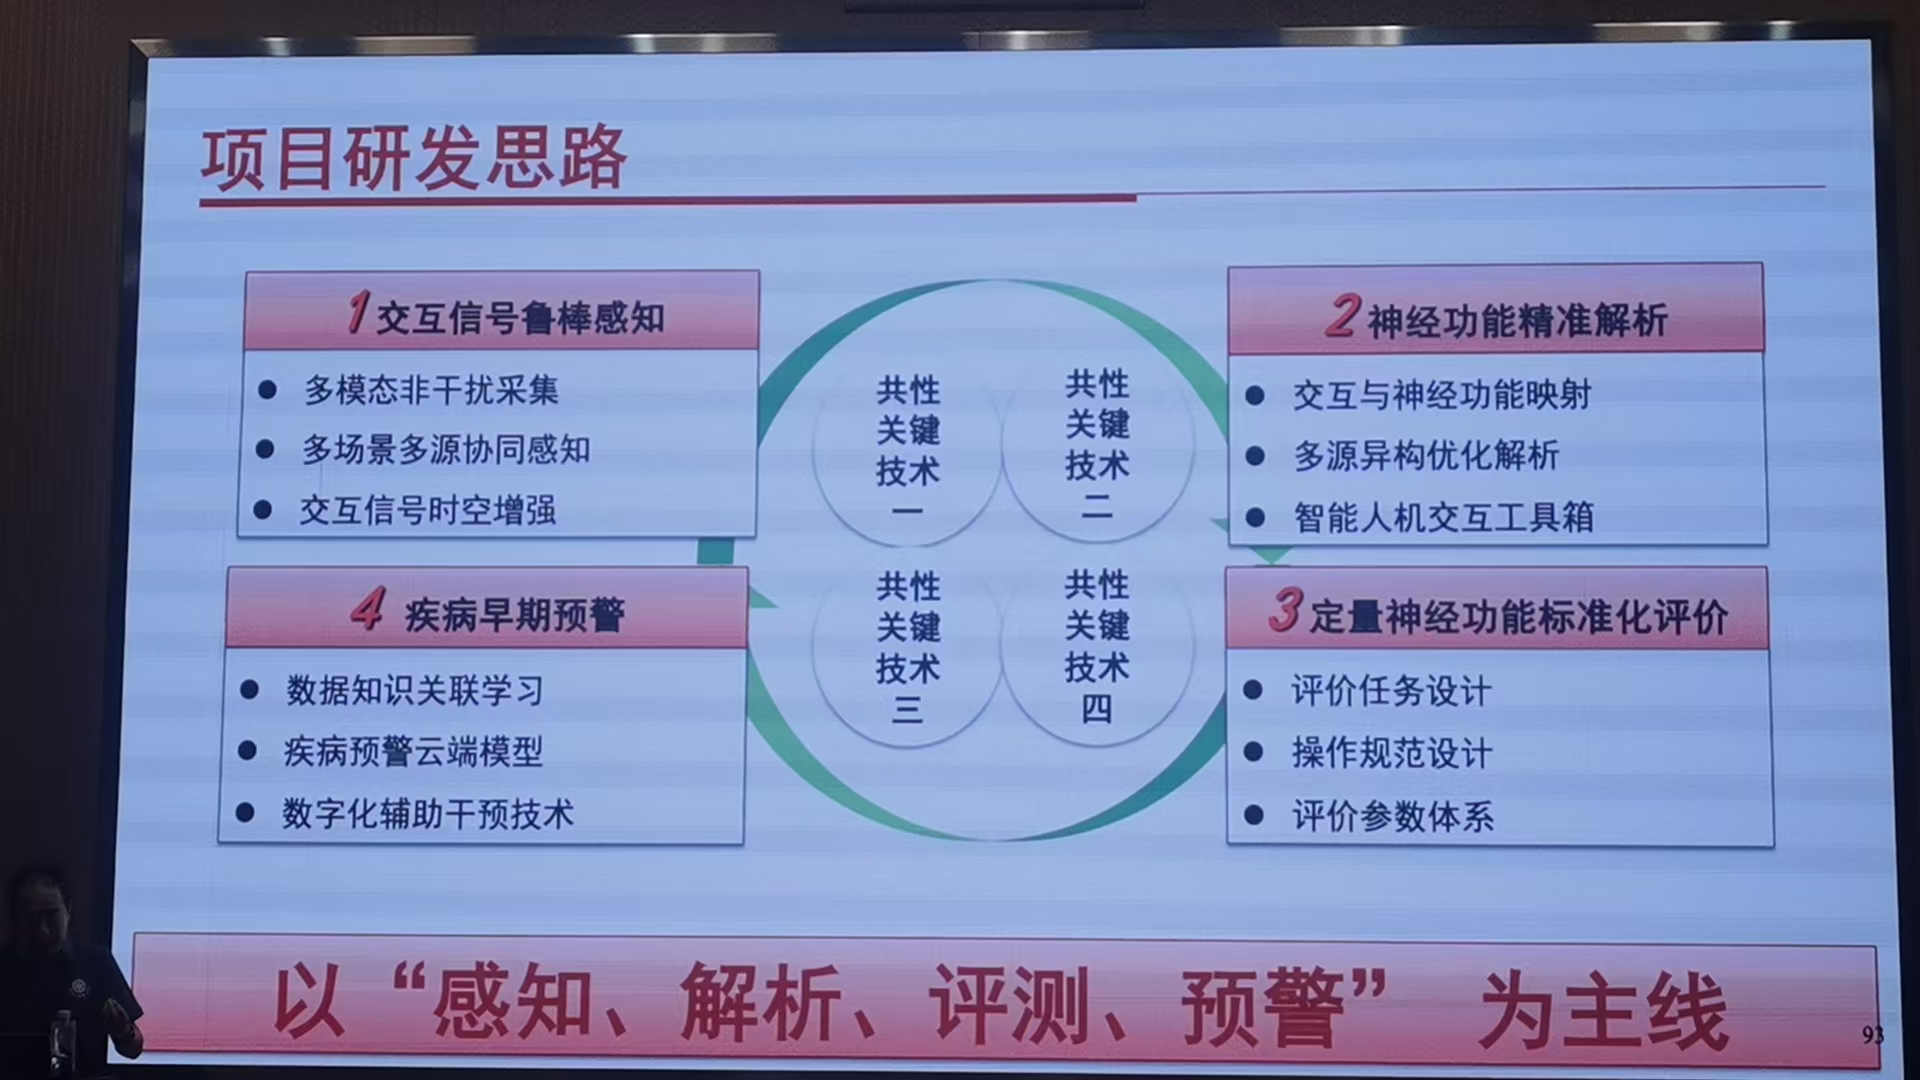 项目研发思路
1 交互信号鲁棒感知
● 多模态非干扰采集
● 多场景多源协同感知
● 交互信号时空增强
2 神经功能精准解析
● 交互与神经功能映射
● 多源异构优化解析
● 智能人机交互工具箱
共性
关键
技术
一
共性
关键
技术
二
共性
关键
技术
三
共性
关键
技术
四
4 疾病早期预警
● 数据知识关联学习
● 疾病预警云端模型
● 数字化辅助干预技术
3 定量神经功能标准化评价
● 评价任务设计
● 操作规范设计
● 评价参数体系
以“感知、解析、评测、预警” 为主线
93